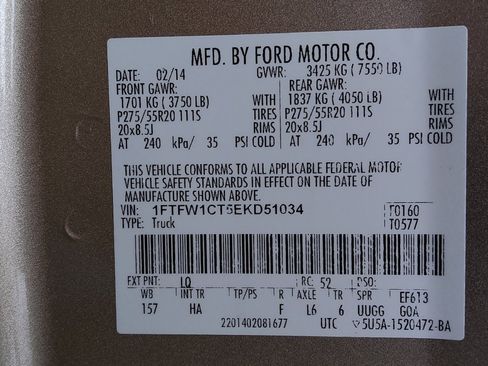 MFD. BY FORD MOTOR CO.
DATE: 02/14 GVWR: 3425 KG ( 7550 LB)
FRONT GAWR: REAR GAWR:
1701 KG ( 3750 LB) WITH 1837 KG ( 4050 LB) WITH
P275/55R20 111S TIRES P275/55R20 111S TIRES
20x8.5J RIMS 20x8.5J RIMS
AT 240 kPa/ 35 PSI COLD AT 240 kPa/ 35 PSI COLD
THIS VEHICLE CONFORMS TO ALL APPLICABLE FEDERAL MOTOR
VEHICLE SAFETY STANDARDS IN EFFECT ON THE DATE OF
MANUFACTURE SHOWN ABOVE.
VIN: 1FTFW1CT5EKD51034 T0160
TYPE: Truck T0577
EXT PNT: LQ RC: 52 DSO:
WB INT TR TP/PS R AXLE TR SPR EF613
157 HA F L6 6 UUGG GOA
2201402081677 UTC 5U5A-1520472-BA